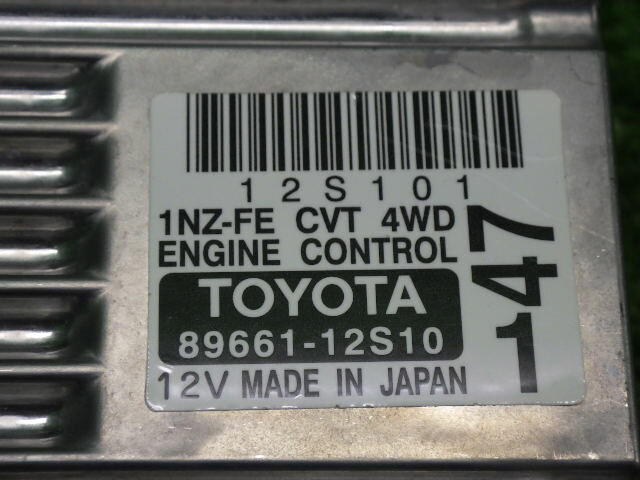 12S101
1NZ-FE CVT 4WD
ENGINE CONTROL
TOYOTA
89661-12S10
12V MADE IN JAPAN
147